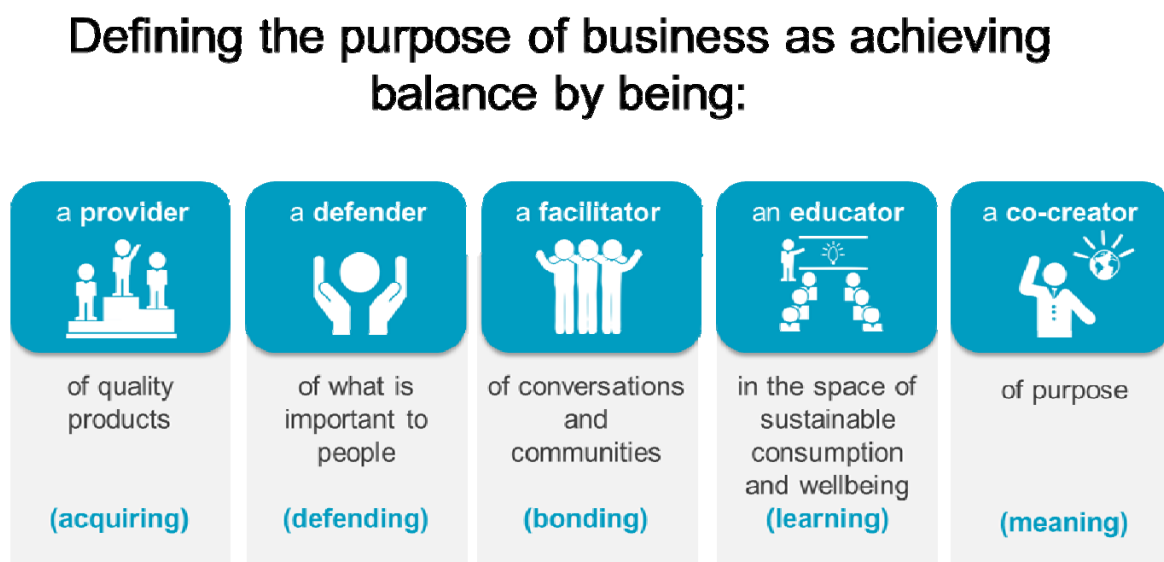 Defining the purpose of business as achieving
balance by being:
a provider
of quality
products
(acquiring)
a defender
of what is
important to
people
(defending)
a facilitator
of conversations
and
communities
(bonding)
an educator
in the space of
sustainable
consumption
and wellbeing
(learning)
a co-creator
of purpose
(meaning)